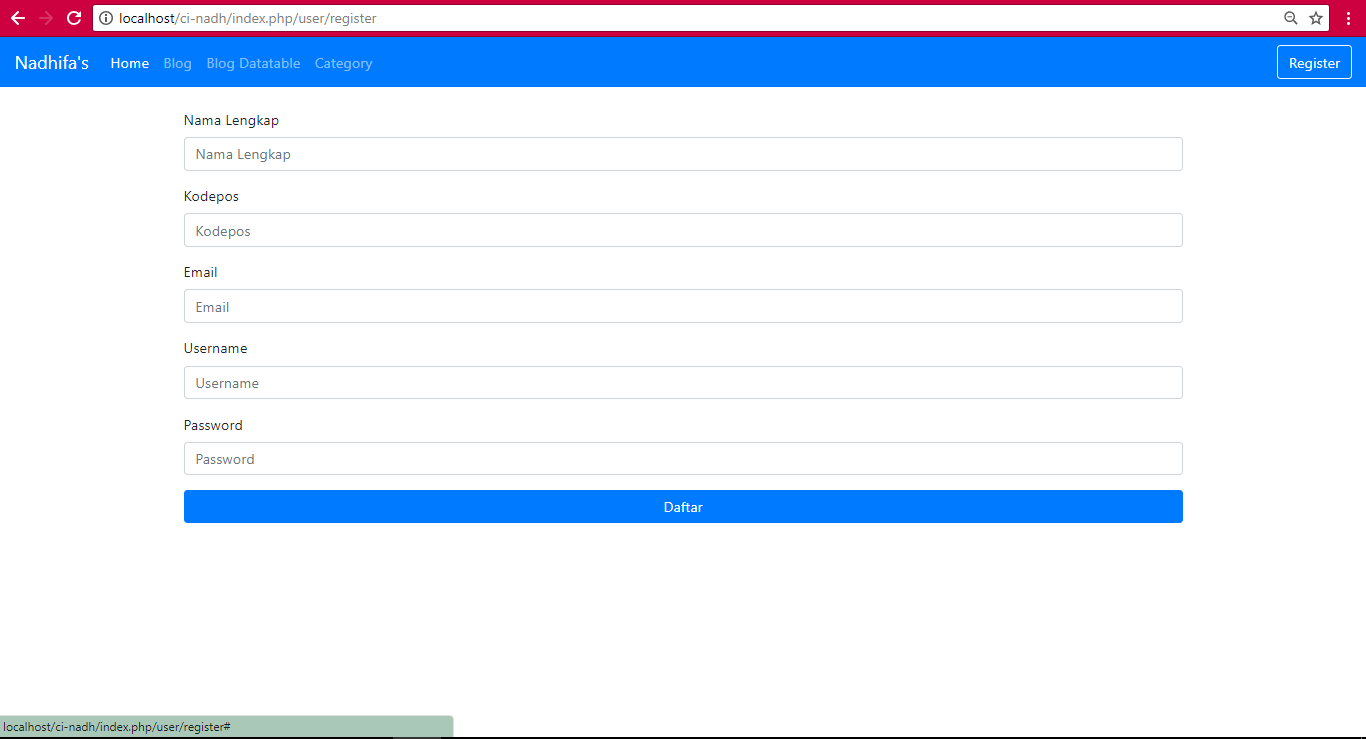 localhost/ci-nadh/index.php/user/register
Nadhifa's Home Blog Blog Datatable Category Register
Nama Lengkap
Nama Lengkap
Kodepos
Kodepos
Email
Email
Username
Username
Password
Password
Daftar
localhost/ci-nadh/index.php/user/register#